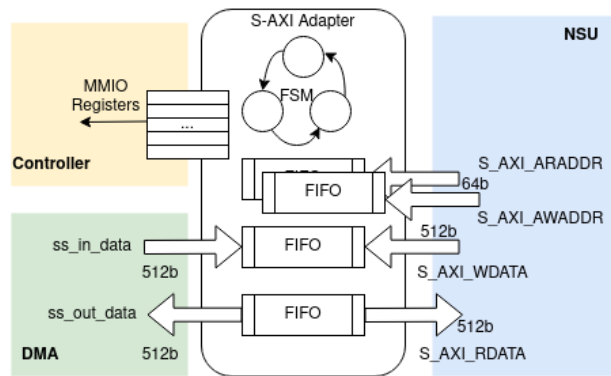 S-AXI Adapter
NSU
MMIO
Registers
FSM
...
Controller
FIFO
FIFO
S_AXI_ARADDR
64b
S_AXI_AWADDR
ss_in_data
512b
FIFO
512b
S_AXI_WDATA
ss_out_data
512b
FIFO
512b
S_AXI_RDATA
DMA